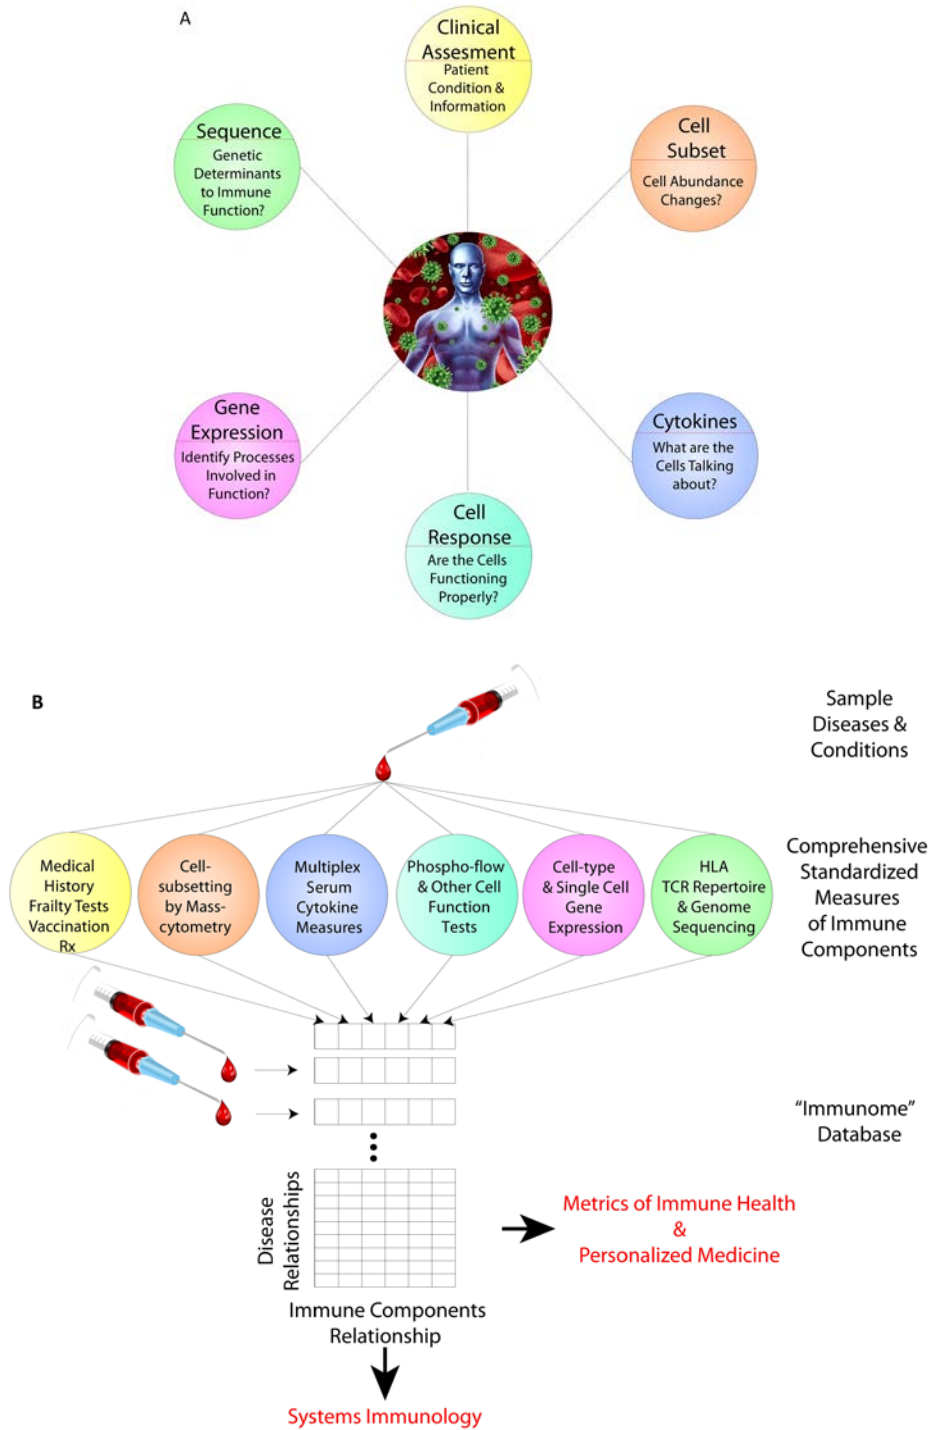 A
Clinical
Assesment
Patient
Condition &
Information
Sequence
Genetic
Determinants
to Immune
Function?
Cell
Subset
Cell Abundance
Changes?
Gene
Expression
Identify Processes
Involved in
Function?
Cytokines
What are the
Cells Talking
about?
Cell
Response
Are the Cells
Functioning
Properly?
B
Sample
Diseases &
Conditions
Medical
History
Frailty Tests
Vaccination
Rx
Cell-
subsetting
by Mass-
cytometry
Multiplex
Serum
Cytokine
Measures
Phospho-flow
& Other Cell
Function
Tests
Cell-type
& Single Cell
Gene
Expression
HLA
TCR Repertoire
& Genome
Sequencing
Comprehensive
Standardized
Measures
of Immune
Components
"Immunome"
Database
Disease
Relationships
Metrics of Immune Health
&
Personalized Medicine
Immune Components
Relationship
Systems Immunology